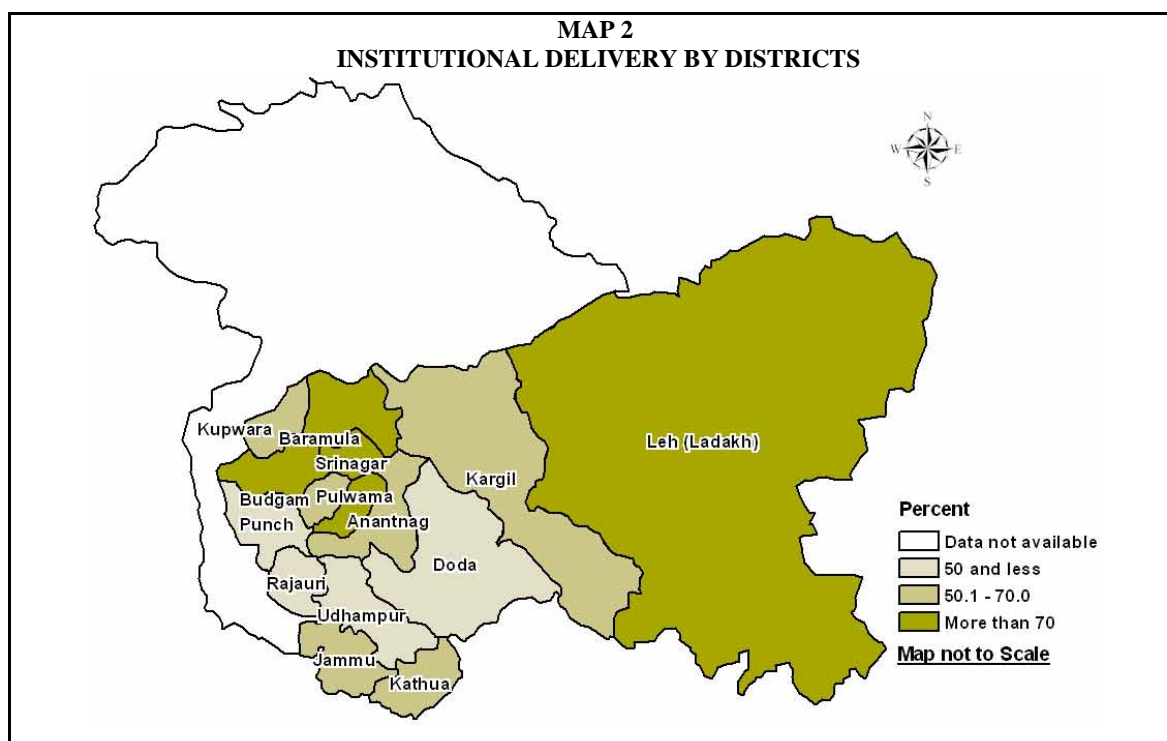 MAP 2
INSTITUTIONAL DELIVERY BY DISTRICTS
N
W E
S
Kupwara
Baramula
Srinagar
Leh (Ladakh)
Kargil
Budgam
Pulwama
Punch
Anantnag
Doda
Rajauri
Udhampur
Jammu
Kathua
Percent
Data not available
50 and less
50.1 - 70.0
More than 70
Map not to Scale